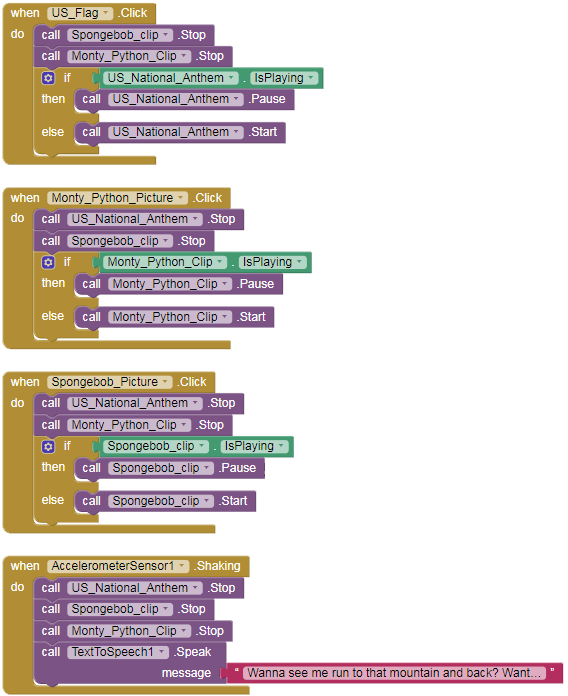 when US_Flag .Click
do call Spongebob_clip .Stop
call Monty_Python_Clip .Stop
if US_National_Anthem . IsPlaying
then call US_National_Anthem .Pause
else call US_National_Anthem .Start
when Monty_Python_Picture .Click
do call US_National_Anthem .Stop
call Spongebob_clip .Stop
if Monty_Python_Clip . IsPlaying
then call Monty_Python_Clip .Pause
else call Monty_Python_Clip .Start
when Spongebob_Picture .Click
do call US_National_Anthem .Stop
call Monty_Python_Clip .Stop
if Spongebob_clip . IsPlaying
then call Spongebob_clip .Pause
else call Spongebob_clip .Start
when AccelerometerSensor1 .Shaking
do call US_National_Anthem .Stop
call Spongebob_clip .Stop
call Monty_Python_Clip .Stop
call TextToSpeech1 .Speak
message " Wanna see me run to that mountain and back? Want... "